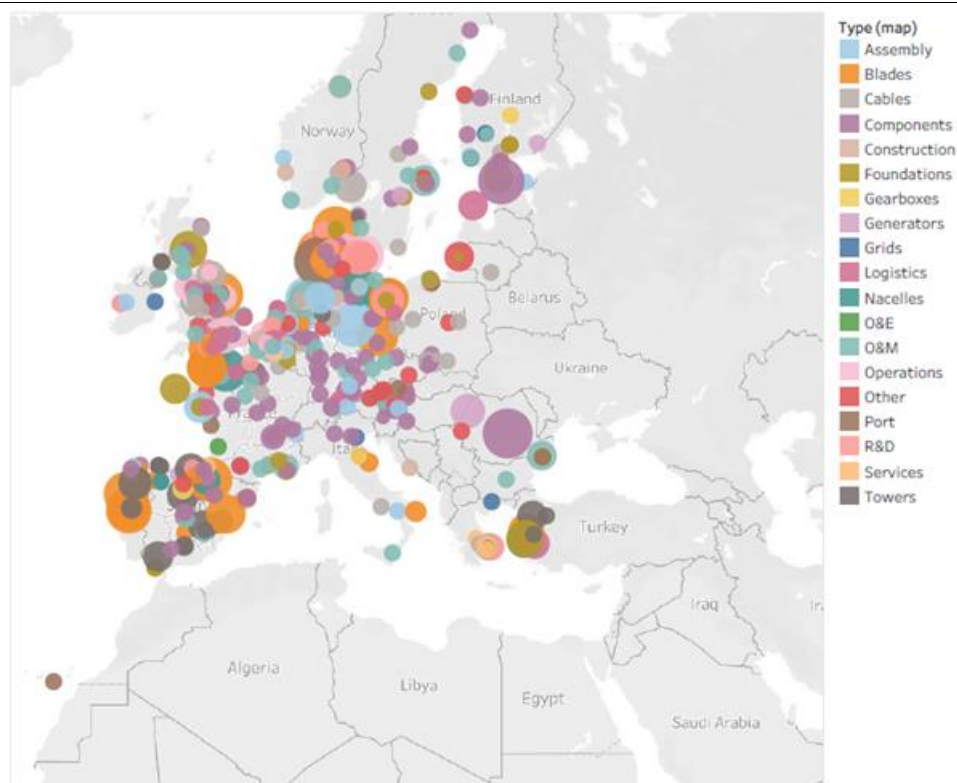 Type (map)
Assembly
Blades
Cables
Components
Construction
Foundations
Gearboxes
Generators
Grids
Logistics
Nacelles
O&E
O&M
Operations
Other
Port
R&D
Services
Towers
Finland
Norway
Belarus
Poland
Ukraine
Turkey
Iraq
Algeria
Libya
Egypt
Saudi Arabia